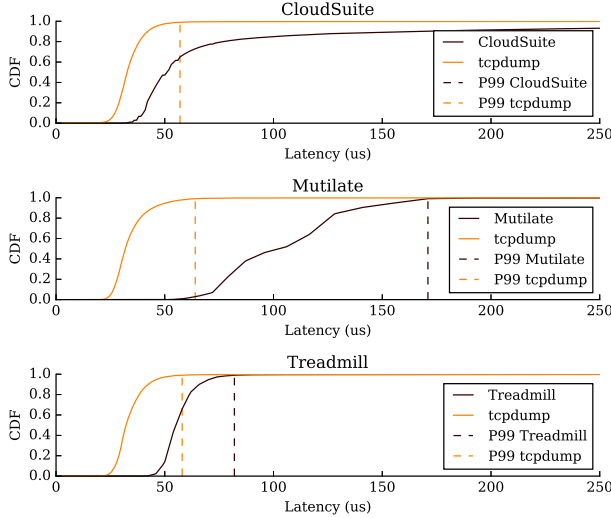 CloudSuite
1.0
0.8
0.6
0.4
0.2
0.0
CDF
0 50 100 150 200 250
Latency (us)
CloudSuite
tcpdump
P99 CloudSuite
P99 tcpdump
Mutilate
1.0
0.8
0.6
0.4
0.2
0.0
CDF
0 50 100 150 200 250
Latency (us)
Mutilate
tcpdump
P99 Mutilate
P99 tcpdump
Treadmill
1.0
0.8
0.6
0.4
0.2
0.0
CDF
0 50 100 150 200 250
Latency (us)
Treadmill
tcpdump
P99 Treadmill
P99 tcpdump